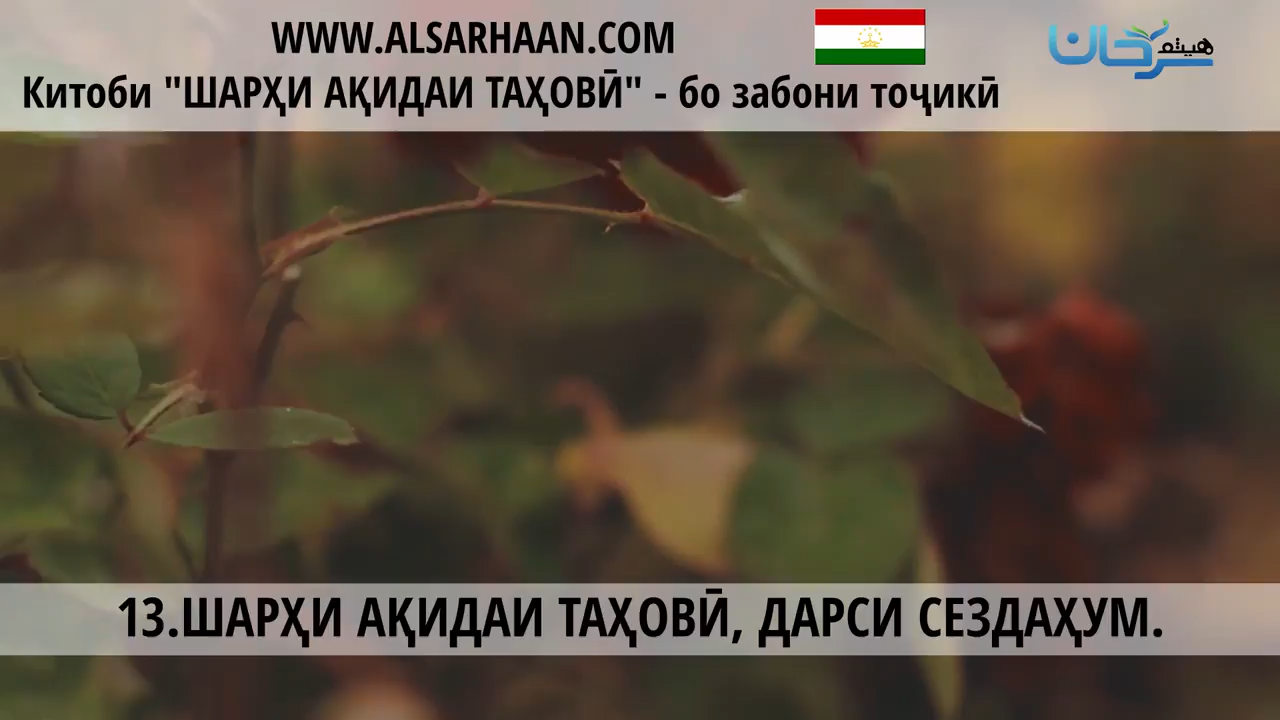 WWW.ALSARHAAN.COM
Китоби "ШАРҲИ АҚИДАИ ТАҲОВӢ" - бо забони тоҷикӣ
هيثم سرحان
13.ШАРҲИ АҚИДАИ ТАҲОВӢ, ДАРСИ СЕЗДАҲУМ.